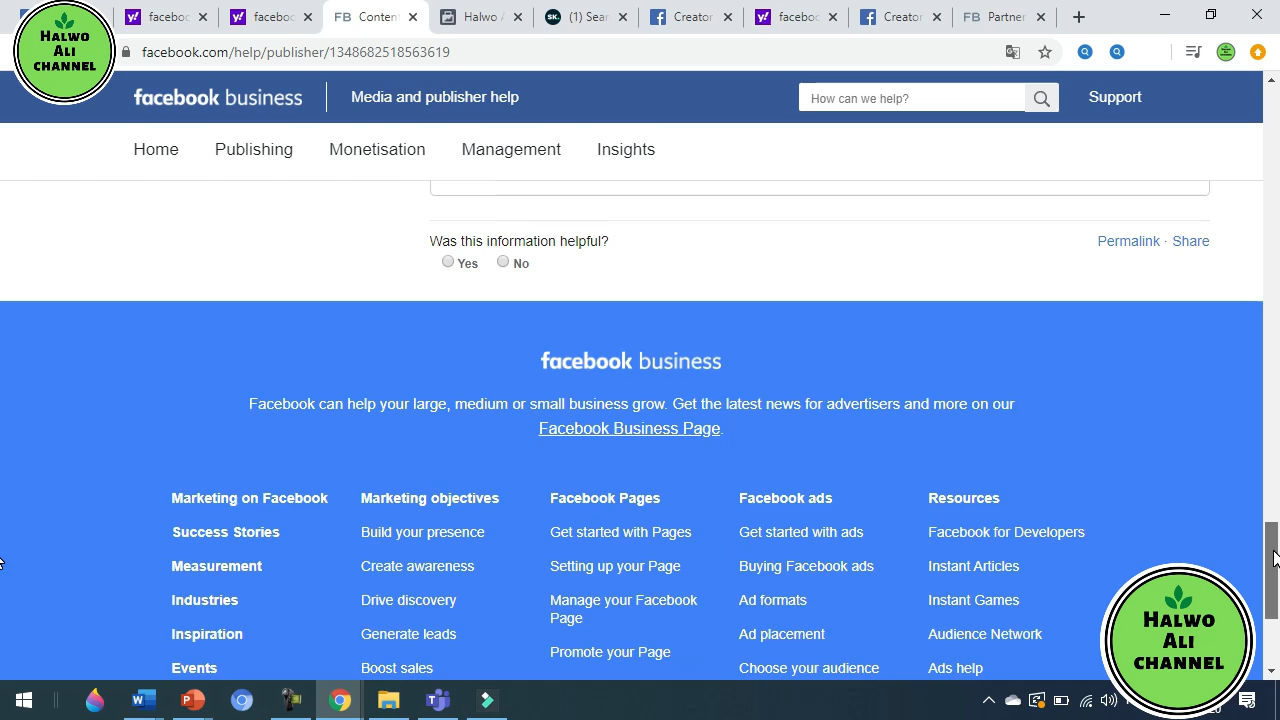 facebo
faceb
Conten
Halwo
(1) Sear
Creator
facebo
Creator
Partner
HALWO
ALI
CHANNEL
facebook.com/help/publisher/1348682518563619
facebook business
Media and publisher help
How can we help?
Support
Home
Publishing
Monetisation
Management
Insights
Was this information helpful?
Permalink · Share
Yes
No
facebook business
Facebook can help your large, medium or small business grow. Get the latest news for advertisers and more on our
Facebook Business Page.
Marketing on Facebook
Marketing objectives
Facebook Pages
Facebook ads
Resources
Success Stories
Build your presence
Get started with Pages
Get started with ads
Facebook for Developers
Measurement
Create awareness
Setting up your Page
Buying Facebook ads
Instant Articles
Industries
Drive discovery
Manage your Facebook
Page
Ad formats
Instant Games
Inspiration
Generate leads
Promote your Page
Ad placement
Audience Network
Events
Boost sales
Choose your audience
Ads help
HALWO
ALI
CHANNEL